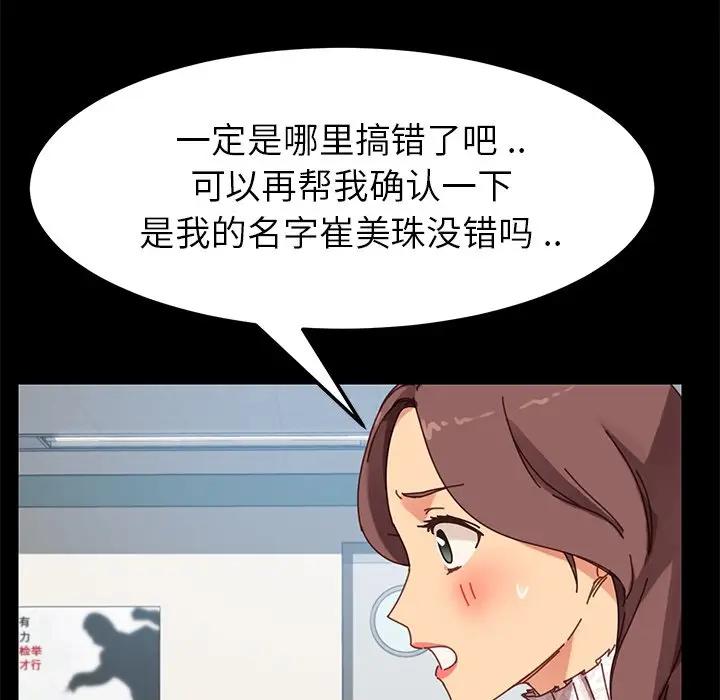 一定是哪里搞错了吧 ..
可以再帮我确认一下
是我的名字崔美珠没错吗 ..
有
力
检举
才行